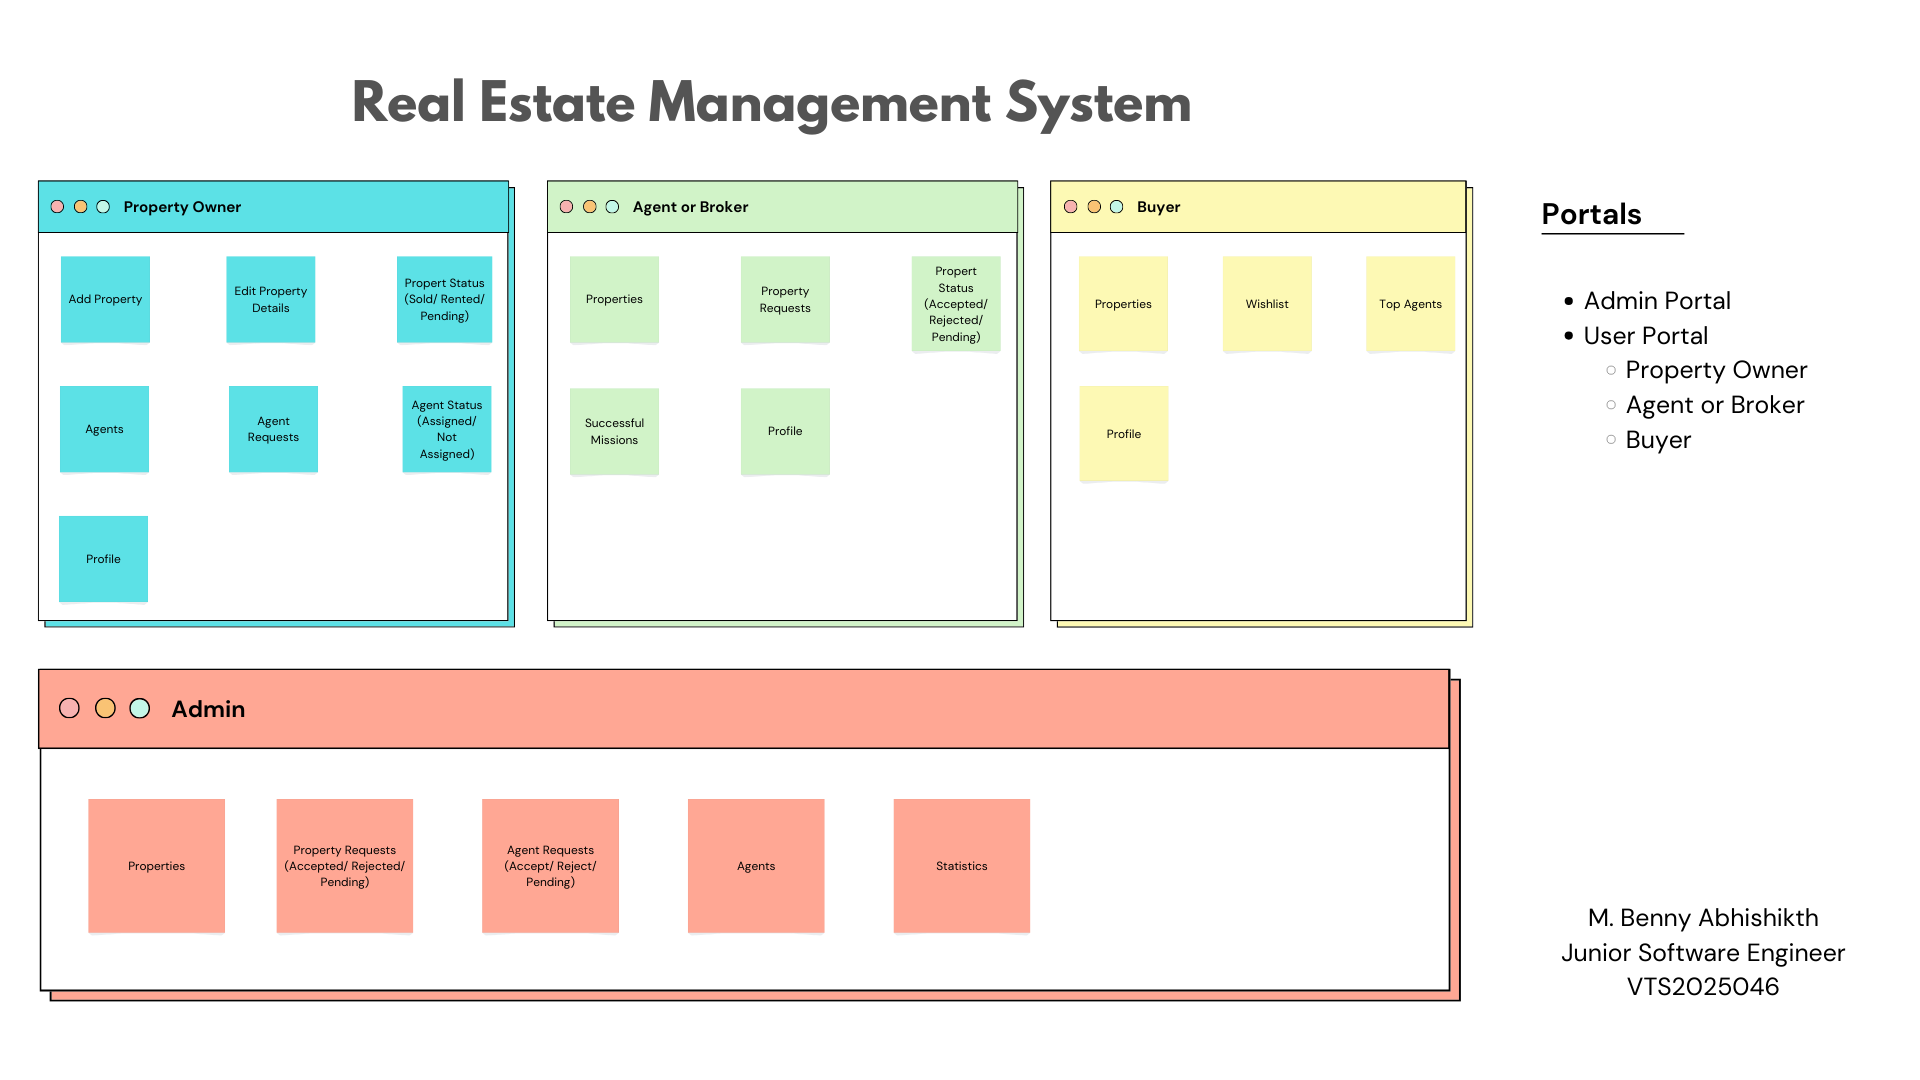 Real Estate Management System
Property Owner
Add Property
Edit Property
Details
Propert Status
(Sold/ Rented/
Pending)
Agents
Agent
Requests
Agent Status
(Assigned/
Not
Assigned)
Profile
Agent or Broker
Properties
Property
Requests
Propert
Status
(Accepted/
Rejected/
Pending)
Successful
Missions
Profile
Buyer
Properties
Wishlist
Top Agents
Profile
Portals
Admin Portal
User Portal
Property Owner
Agent or Broker
Buyer
Admin
Properties
Property Requests
(Accepted/ Rejected/
Pending)
Agent Requests
(Accept/ Reject/
Pending)
Agents
Statistics
M. Benny Abhishikth
Junior Software Engineer
VTS2025046